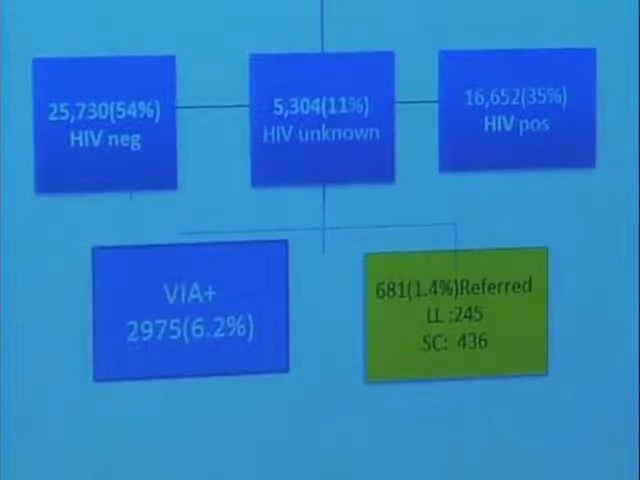 25,730(54%)
HIV neg
5,304(11%)
HIV unknown
16,652(35%)
HIV pos
VIA+
2975(6.2%)
681(1.4%)Referred
LL :245
SC: 436